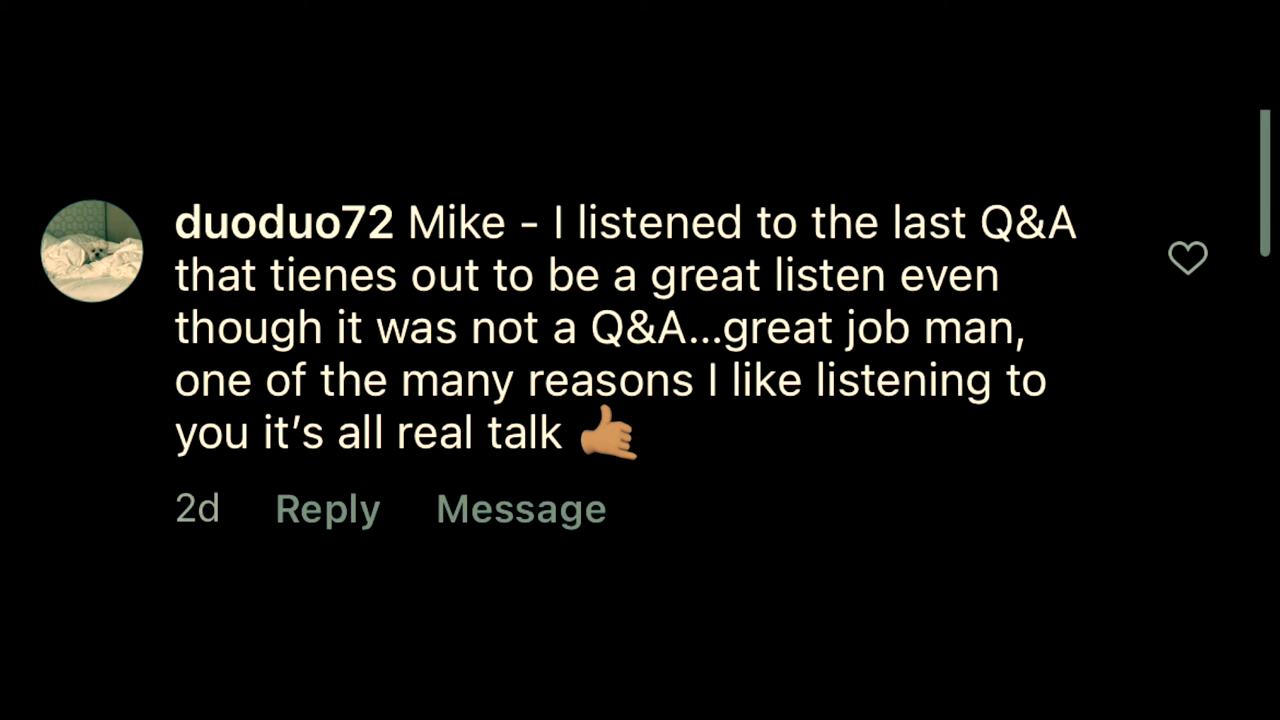 duoduo72 Mike - I listened to the last Q&A
that tienes out to be a great listen even
though it was not a Q&A...great job man,
one of the many reasons I like listening to
you it's all real talk 🤙🏽
2d Reply Message